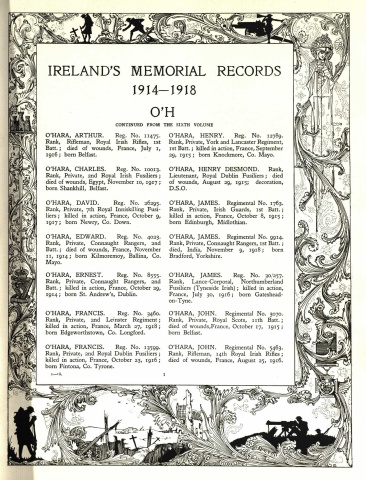 IRELAND'S MEMORIAL RECORDS
1914—1918
O'H
CONTINUED FROM THE SIXTH VOLUME
O'HARA, ARTHUR. Reg. No. 11475.
Rank, Rifleman, Royal Irish Rifles, 1st
Batt.; died of wounds, France, July 1,
1916; born Belfast.
O'HARA, CHARLES. Reg. No. 10013.
Rank, Private, Royal Irish Fusiliers;
died of wounds, Egypt, November 10, 1917;
born Shankhill, Belfast.
O'HARA, DAVID. Reg. No. 26295.
Rank, Private, 7th Royal Inniskilling Fusi-
liers; killed in action, France, October 9,
1917; born Newry, Co. Down.
O'HARA, EDWARD. Reg. No. 4023.
Rank, Private, Connaught Rangers, 2nd
Batt.; died of wounds, France, November
11, 1914; born Kilmoremoy, Ballina, Co.
Mayo.
O'HARA, ERNEST. Reg. No. 8555.
Rank, Private, Connaught Rangers, 2nd
Batt.; killed in action, France, October 29,
1914; born St. Andrew's, Dublin.
O'HARA, FRANCIS. Reg. No. 3460.
Rank, Private, and Leinster Regiment;
killed in action, France, March 27, 1918;
born Edgeworthstown, Co. Longford.
O'HARA, FRANCIS. Reg. No. 13599.
Rank, Private, and Royal Dublin Fusiliers;
killed in action, France, October 23, 1916;
born Fintona, Co. Tyrone.
O'HARA, HENRY. Reg. No. 22789.
Rank, Private, York and Lancaster Regiment,
1st Batt.; killed in action, France, September
29, 1915; born Knockmore, Co. Mayo.
O'HARA, HENRY DESMOND. Rank,
Lieutenant, Royal Dublin Fusiliers; died
of wounds, August 29, 1915; decoration,
D.S.O.
O'HARA, JAMES. Regimental No. 1763.
Rank, Private, Irish Guards, 1st Batt.;
killed in action, France, October 8, 1915;
born Edinburgh, Midlothian.
O'HARA, JAMES. Regimental No. 9914.
Rank, Private, Connaught Rangers, 1st Batt.;
died, India, November 9, 1918; born
Bradford, Yorkshire.
O'HARA, JAMES. Regimental No. 30/257.
Rank, Lance-Corporal, Northumberland
Fusiliers (Tyneside Irish); killed in action,
France, July 30, 1916; born Gateshead-
on-Tyne.
O'HARA, JOHN. Regimental No. 3070.
Rank, Private, Royal Scots, 11th Batt.;
died of wounds, France, October 17, 1915;
born Belfast.
O'HARA, JOHN. Regimental No. 5463.
Rank, Rifleman, 14th Royal Irish Rifles;
died of wounds, France, August 25, 1916.
1